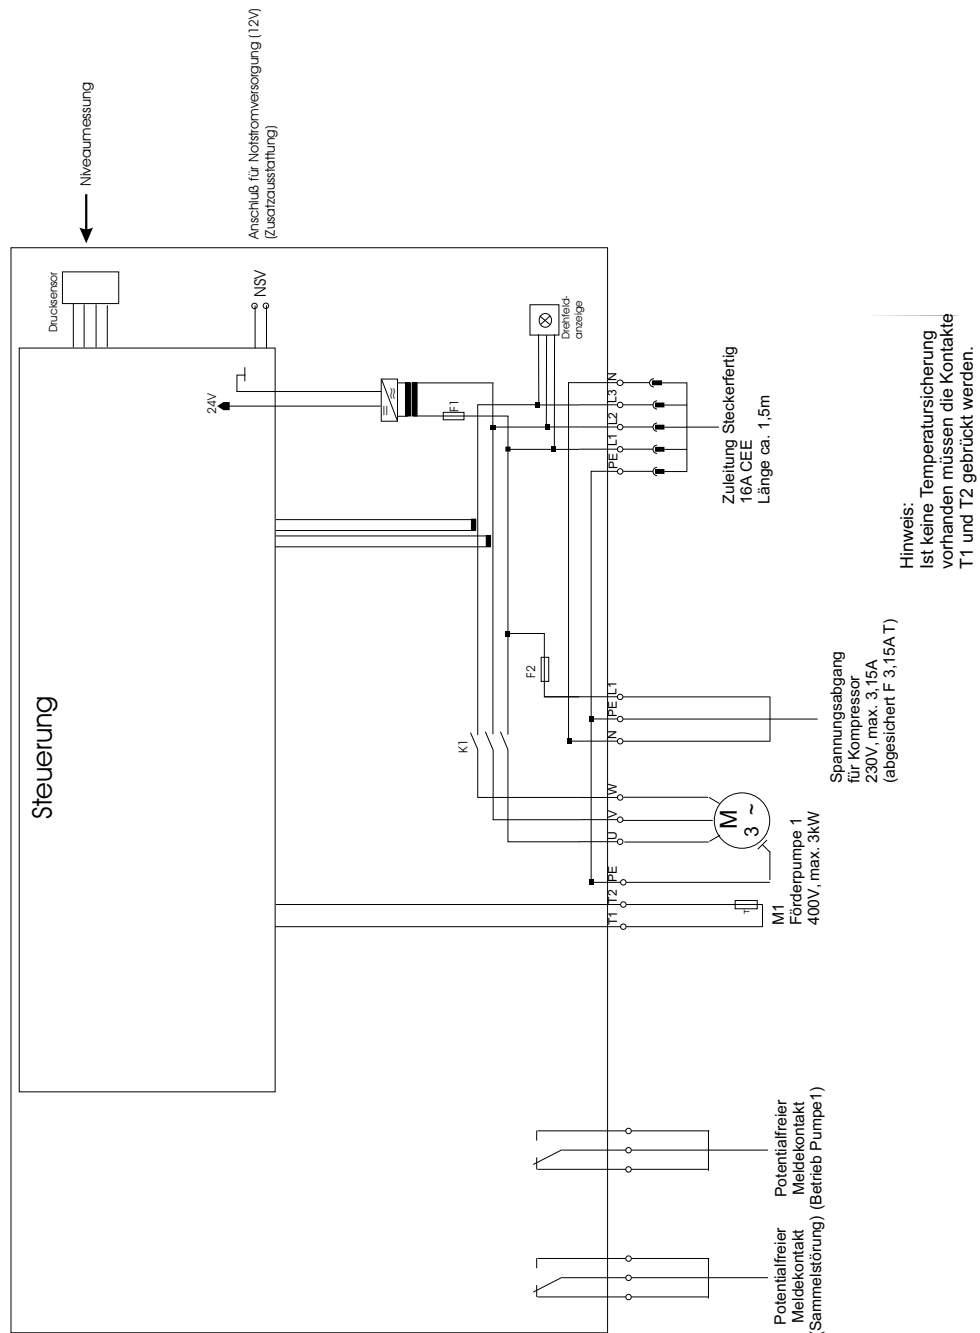 Niveaumessung
Anschluß für Notstromversorgung (12V)
(Zusatzausstattung)
Drucksensor
NSV
24V
Steuerung
F1
Drehfeld-
anzeige
K1
F2
T1
T2
PE
U
V
W
N
PE
L1
PE
L1
L2
L3
N
M
3 ~
T
Potentialfreier
Meldekontakt
(Sammelstörung)
Potentialfreier
Meldekontakt
(Betrieb Pumpe1)
M1
Förderpumpe 1
400V, max. 3kW
Spannungsabgang
für Kompressor
230V, max. 3,15A
(abgesichert F 3,15A T)
Zuleitung Steckerfertig
16A CEE
Länge ca. 1,5m
Hinweis:
Ist keine Temperatursicherung
vorhanden müssen die Kontakte
T1 und T2 gebrückt werden.